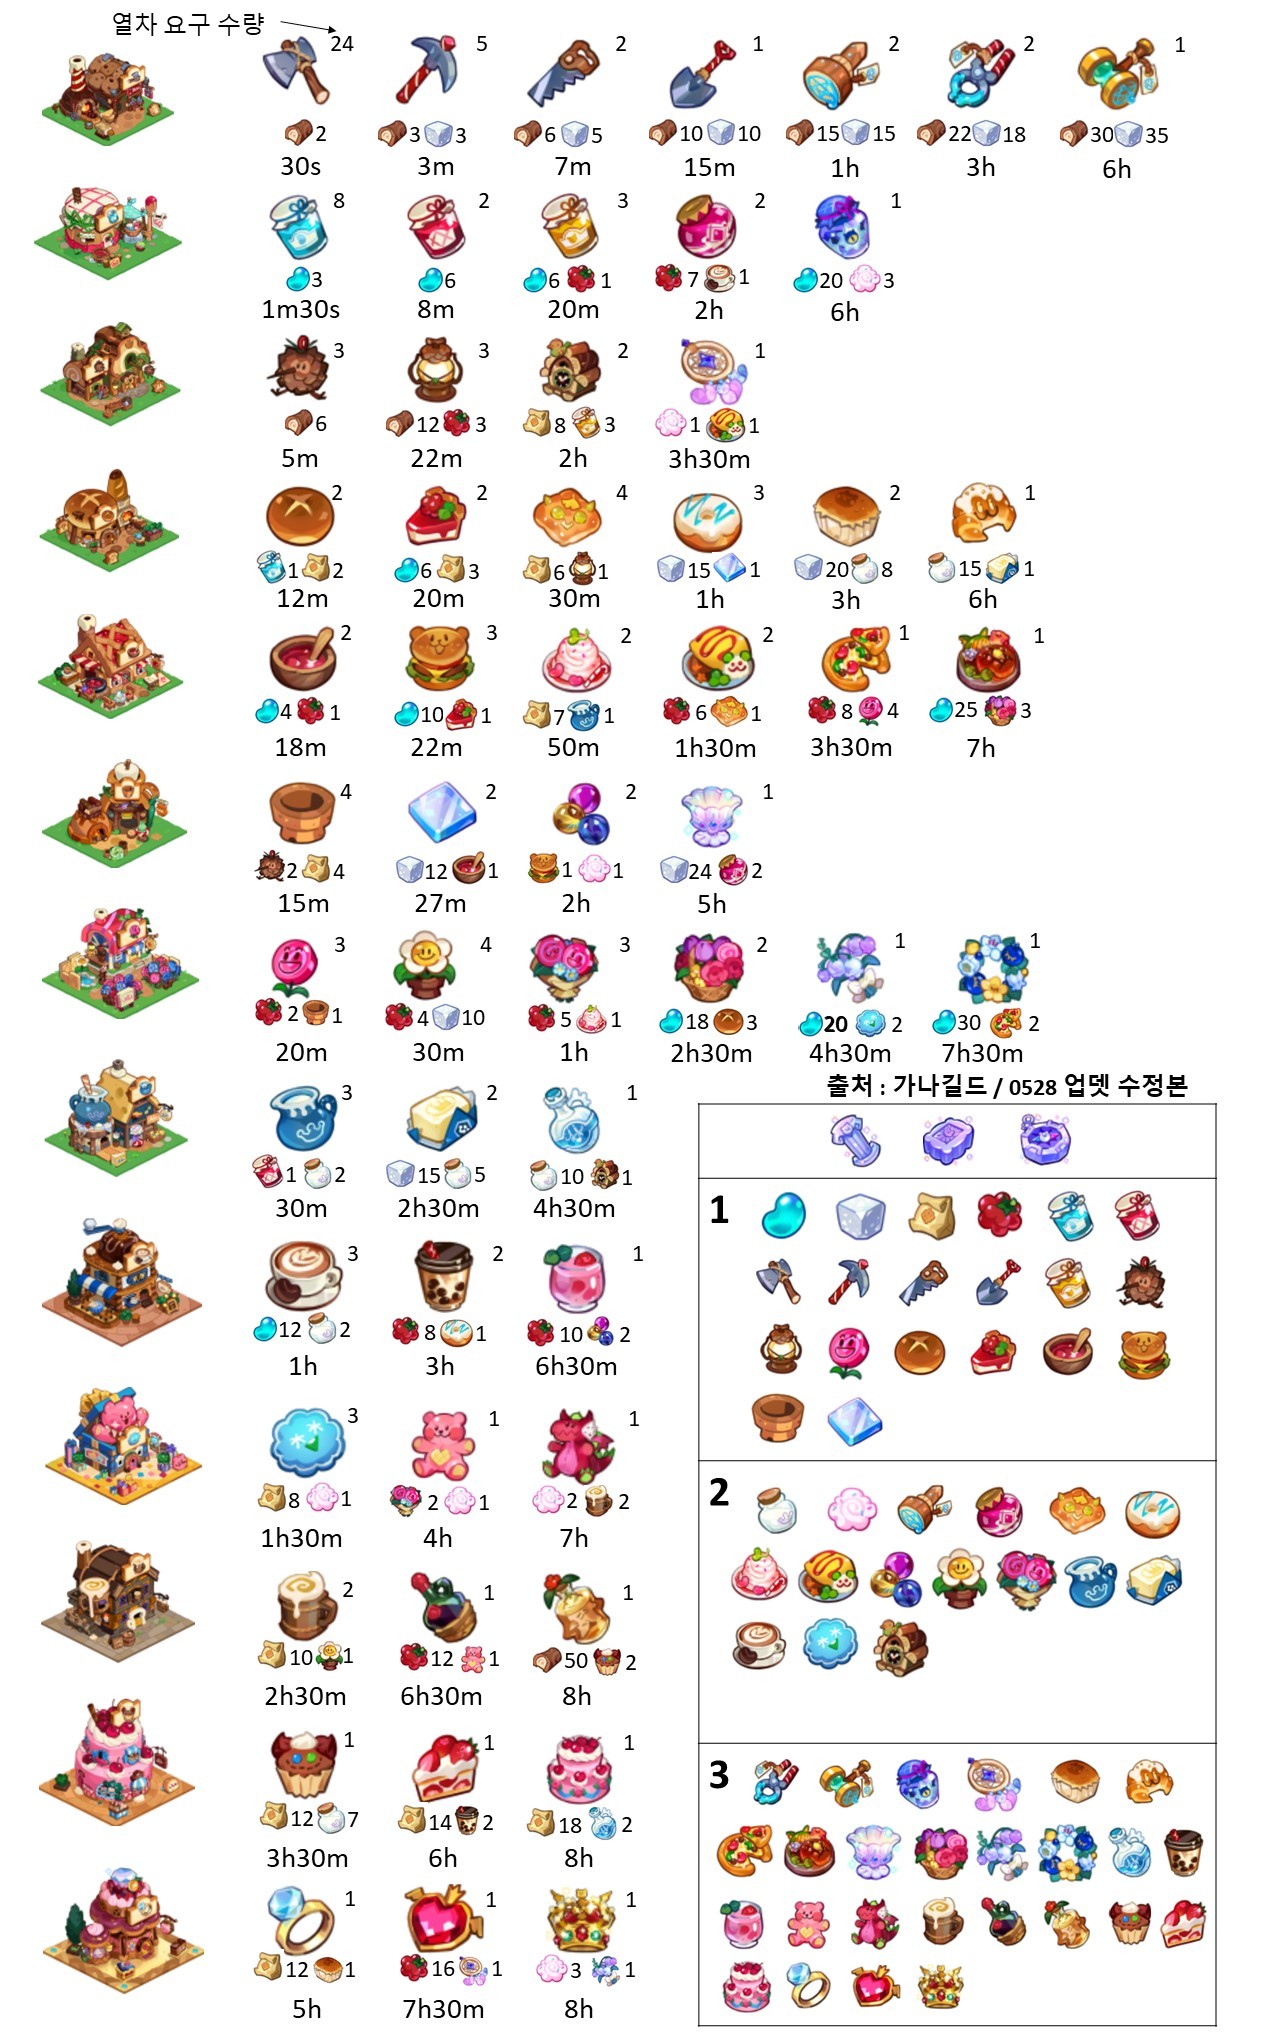 열차 요구 수량
24 5 2 1 2 2 1
2 3 3 6 5 10 10 15 15 22 18 30 35
30s 3m 7m 15m 1h 3h 6h
8 2 3 2 1
3 6 6 1 7 1 20 3
1m30s 8m 20m 2h 6h
3 3 2 1
6 12 3 8 3 1 1
5m 22m 2h 3h30m
2 2 4 3 2 1
1 2 6 3 6 1 15 1 20 8 15 1
12m 20m 30m 1h 3h 6h
2 3 2 2 1 1
4 1 10 1 7 1 6 1 8 4 25 3
18m 22m 50m 1h30m 3h30m 7h
4 2 2 1
2 4 12 1 1 1 24 2
15m 27m 2h 5h
3 4 3 2 1 1
2 1 4 10 5 1 18 3 20 2 30 2
20m 30m 1h 2h30m 4h30m 7h30m
출처 : 가나길드 / 0528 업뎃 수정본
3 2 1
1 2 15 5 10 1
30m 2h30m 4h30m
3 2 1
12 2 8 1 10 2
1h 3h 6h30m
3 1 1
8 1 2 1 2 2
1h30m 4h 7h
2 1 1
10 1 12 1 50 2
2h30m 6h30m 8h
1 1 1
12 7 14 2 18 2
3h30m 6h 8h
1 1 1
12 1 16 1 3 1
5h 7h30m 8h
1
2
3